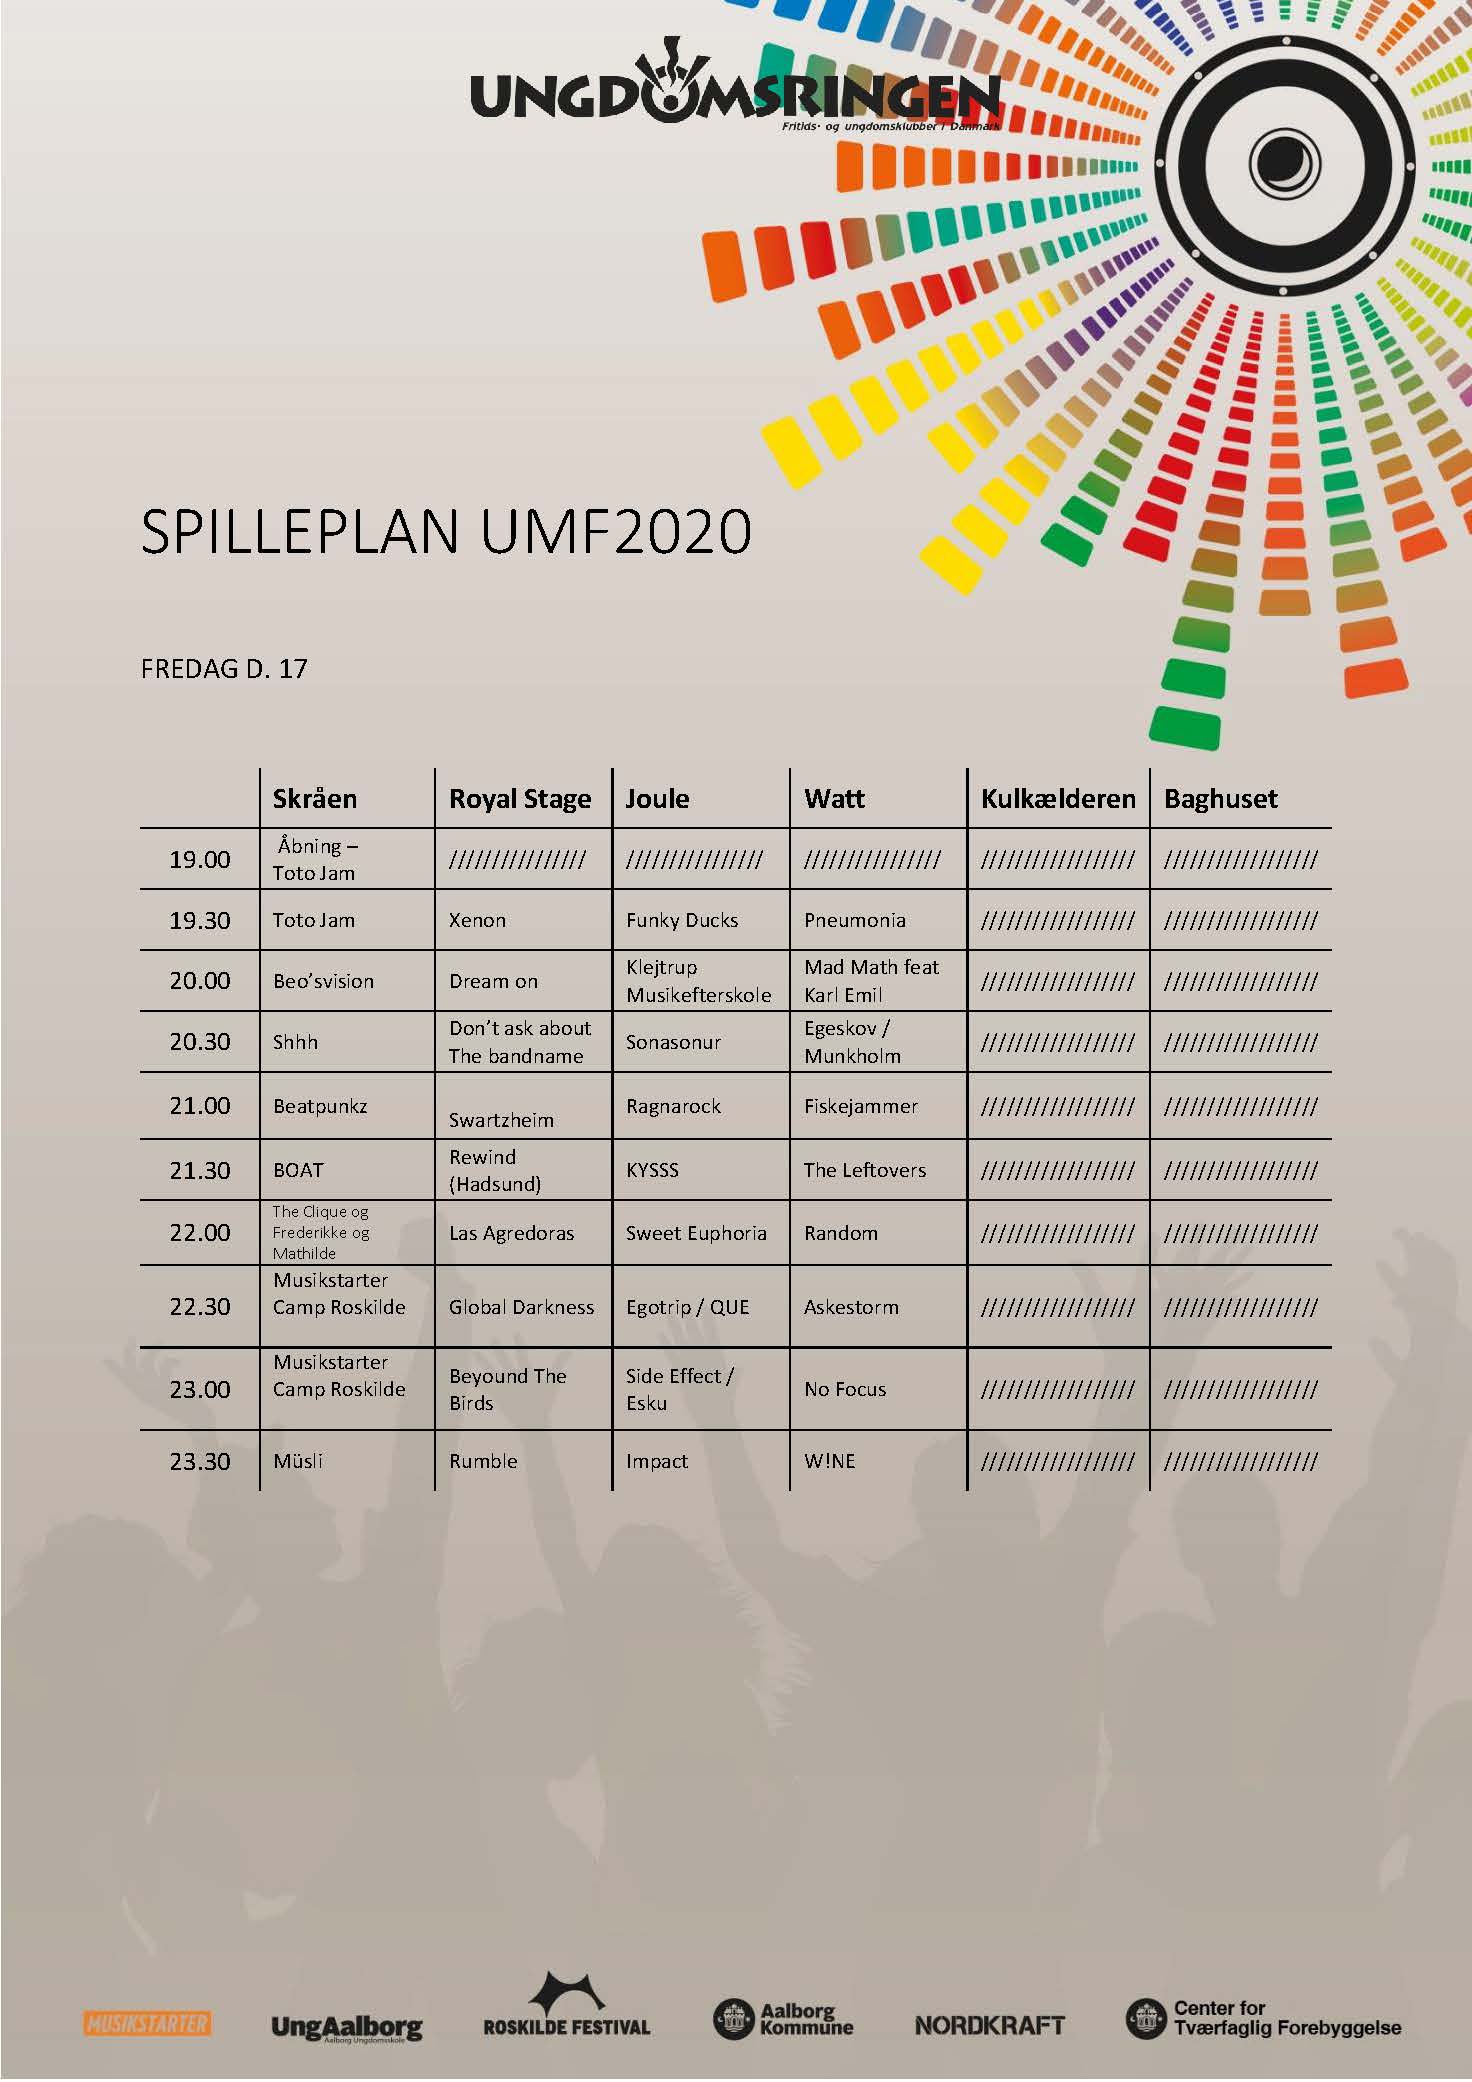 UNGDOMSRINGEN
Fritids- og ungdomsklubber i Danmark
SPILLEPLAN UMF2020
FREDAG D. 17
Skråen Royal Stage Joule Watt Kulkælderen Baghuset
19.00 Åbning – Toto Jam //////////////// //////////////// //////////////// ////////////////// //////////////////
19.30 Toto Jam Xenon Funky Ducks Pneumonia ////////////////// //////////////////
20.00 Beo’svision Dream on Klejtrup Musikefterskole Mad Math feat Karl Emil ////////////////// //////////////////
20.30 Shhh Don’t ask about The bandname Sonasonur Egeskov / Munkholm ////////////////// //////////////////
21.00 Beatpunkz Swartzheim Ragnarock Fiskejammer ////////////////// //////////////////
21.30 BOAT Rewind (Hadsund) KYSSS The Leftovers ////////////////// //////////////////
22.00 The Clique og Frederikke og Mathilde Las Agredoras Sweet Euphoria Random ////////////////// //////////////////
22.30 Musikstarter Camp Roskilde Global Darkness Egotrip / QUE Askestorm ////////////////// //////////////////
23.00 Musikstarter Camp Roskilde Beyound The Birds Side Effect / Esku No Focus ////////////////// //////////////////
23.30 Müsli Rumble Impact W!NE ////////////////// //////////////////
MUSIKSTARTER
UngAalborg
Aalborg Ungdomsskole
ROSKILDE FESTIVAL
Aalborg
Kommune
NORDKRAFT
Center for
Tværfaglig Forebyggelse